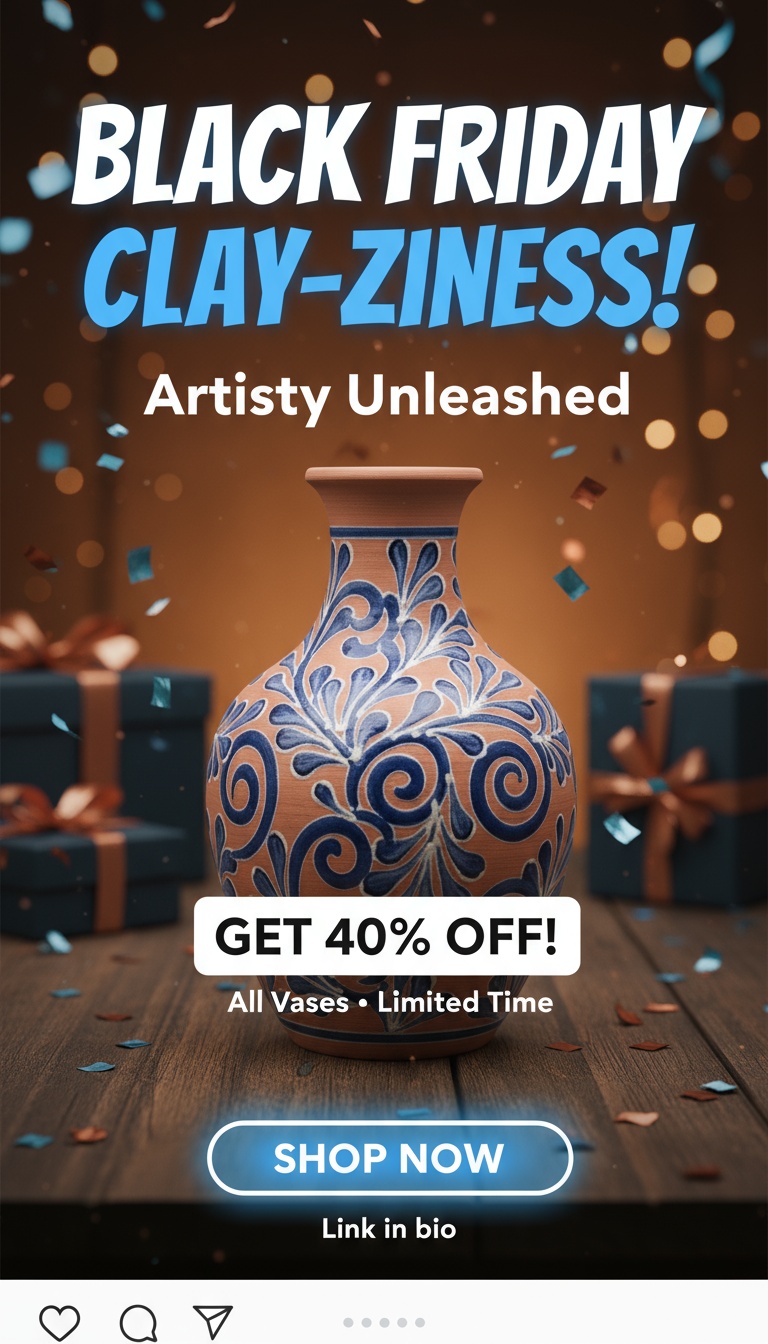 BLACK FRIDAY
CLAY-ZINESS!
Artisty Unleashed
GET 40% OFF!
All Vases • Limited Time
SHOP NOW
Link in bio